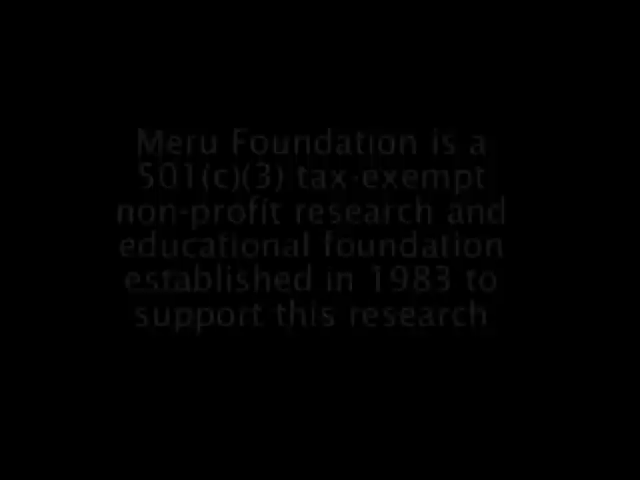 Meru Foundation is a
501(c)(3) tax-exempt
non-profit research and
educational foundation
established in 1983 to
support this research